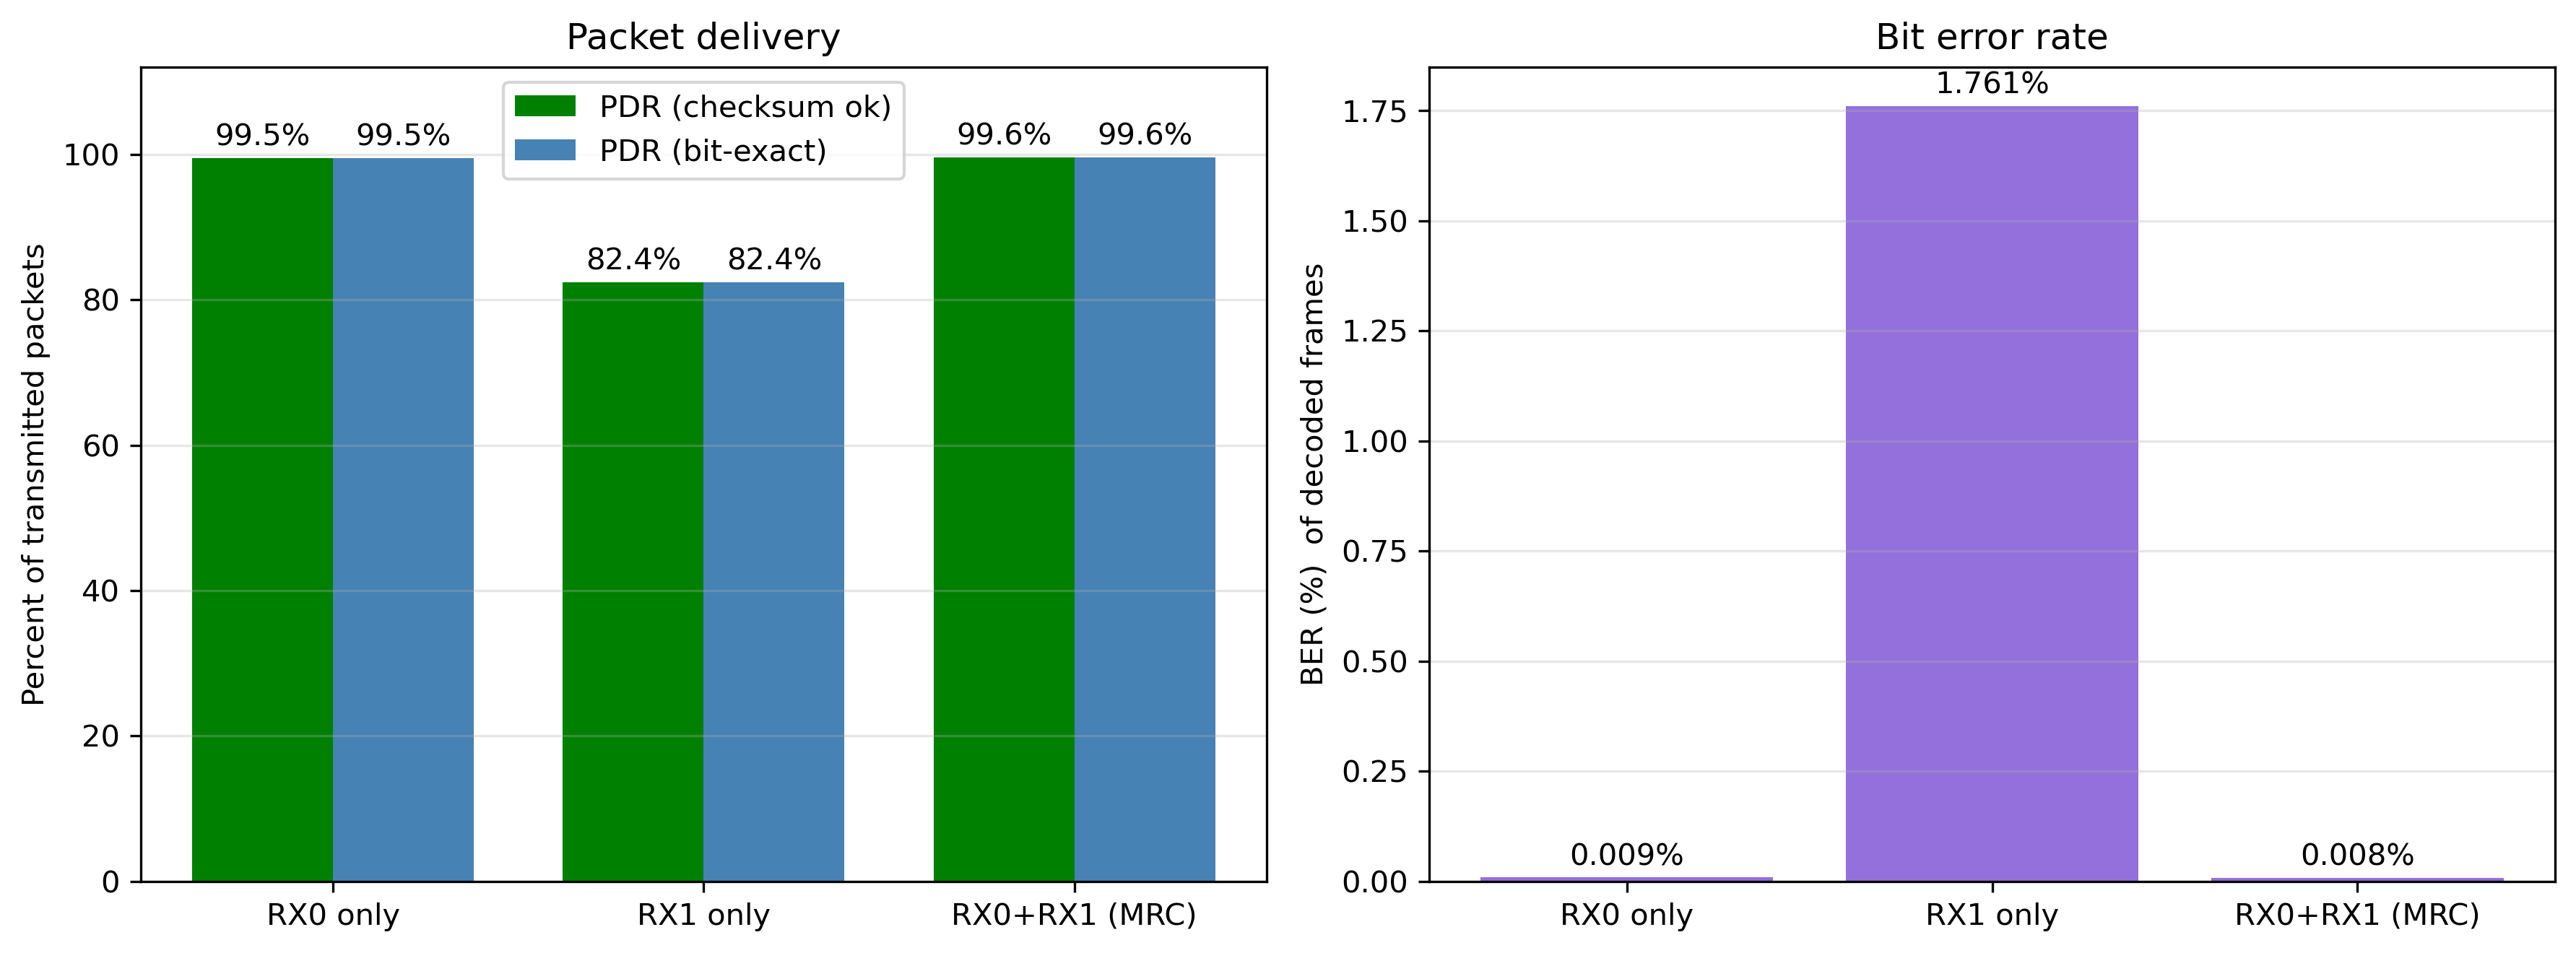 Packet delivery
PDR (checksum ok)
PDR (bit-exact)
99.5%
99.5%
82.4%
82.4%
99.6%
99.6%
100
80
60
40
20
0
Percent of transmitted packets
RX0 only
RX1 only
RX0+RX1 (MRC)
Bit error rate
1.761%
0.009%
0.008%
1.75
1.50
1.25
1.00
0.75
0.50
0.25
0.00
BER (%)  of decoded frames
RX0 only
RX1 only
RX0+RX1 (MRC)